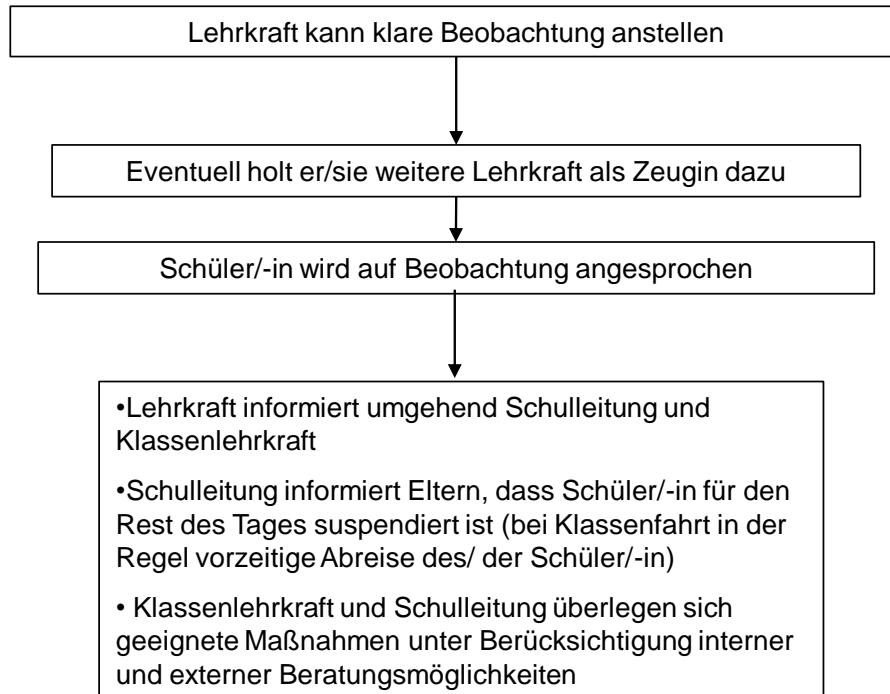 Lehrkraft kann klare Beobachtung anstellen
Eventuell holt er/sie weitere Lehrkraft als Zeugin dazu
Schüler/-in wird auf Beobachtung angesprochen
•Lehrkraft informiert umgehend Schulleitung und
Klassenlehrkraft
•Schulleitung informiert Eltern, dass Schüler/-in für den
Rest des Tages suspendiert ist (bei Klassenfahrt in der
Regel vorzeitige Abreise des/ der Schüler/-in)
• Klassenlehrkraft und Schulleitung überlegen sich
geeignete Maßnahmen unter Berücksichtigung interner
und externer Beratungsmöglichkeiten